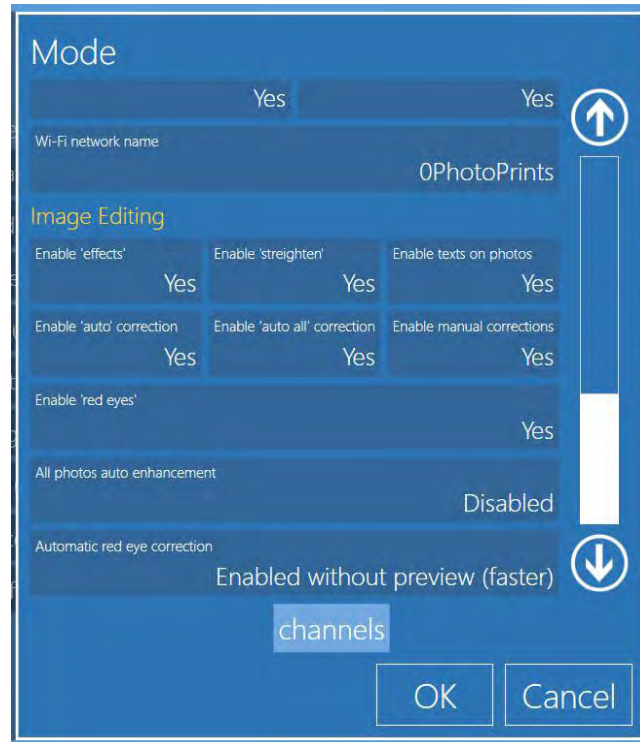 Mode
Yes Yes
Wi-Fi network name
0PhotoPrints
Image Editing
Enable 'effects' Enable 'streighten' Enable texts on photos
Yes Yes Yes
Enable 'auto' correction Enable 'auto all' correction Enable manual corrections
Yes Yes Yes
Enable 'red eyes'
Yes
All photos auto enhancement
Disabled
Automatic red eye correction
Enabled without preview (faster)
channels
OK Cancel